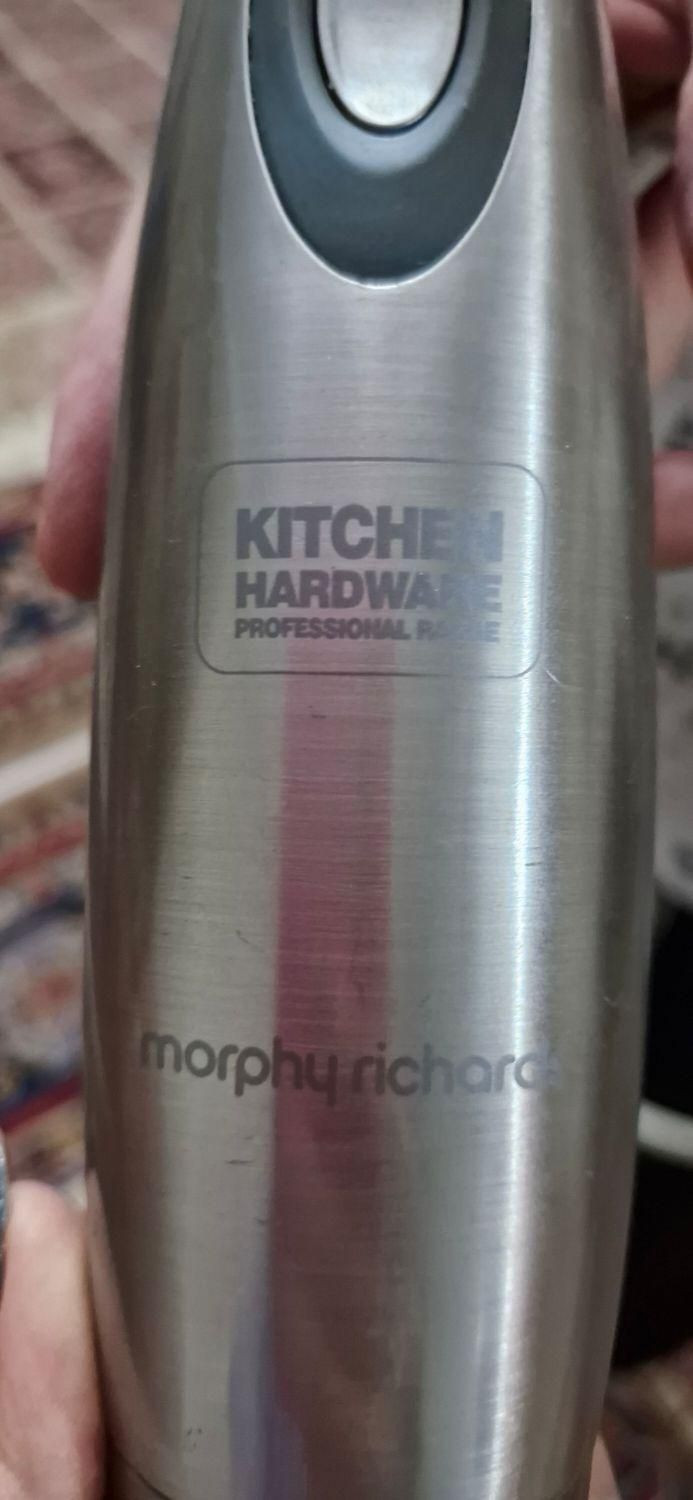 KITCHEN
HARDWARE
PROFESSIONAL RANGE
morphy richards